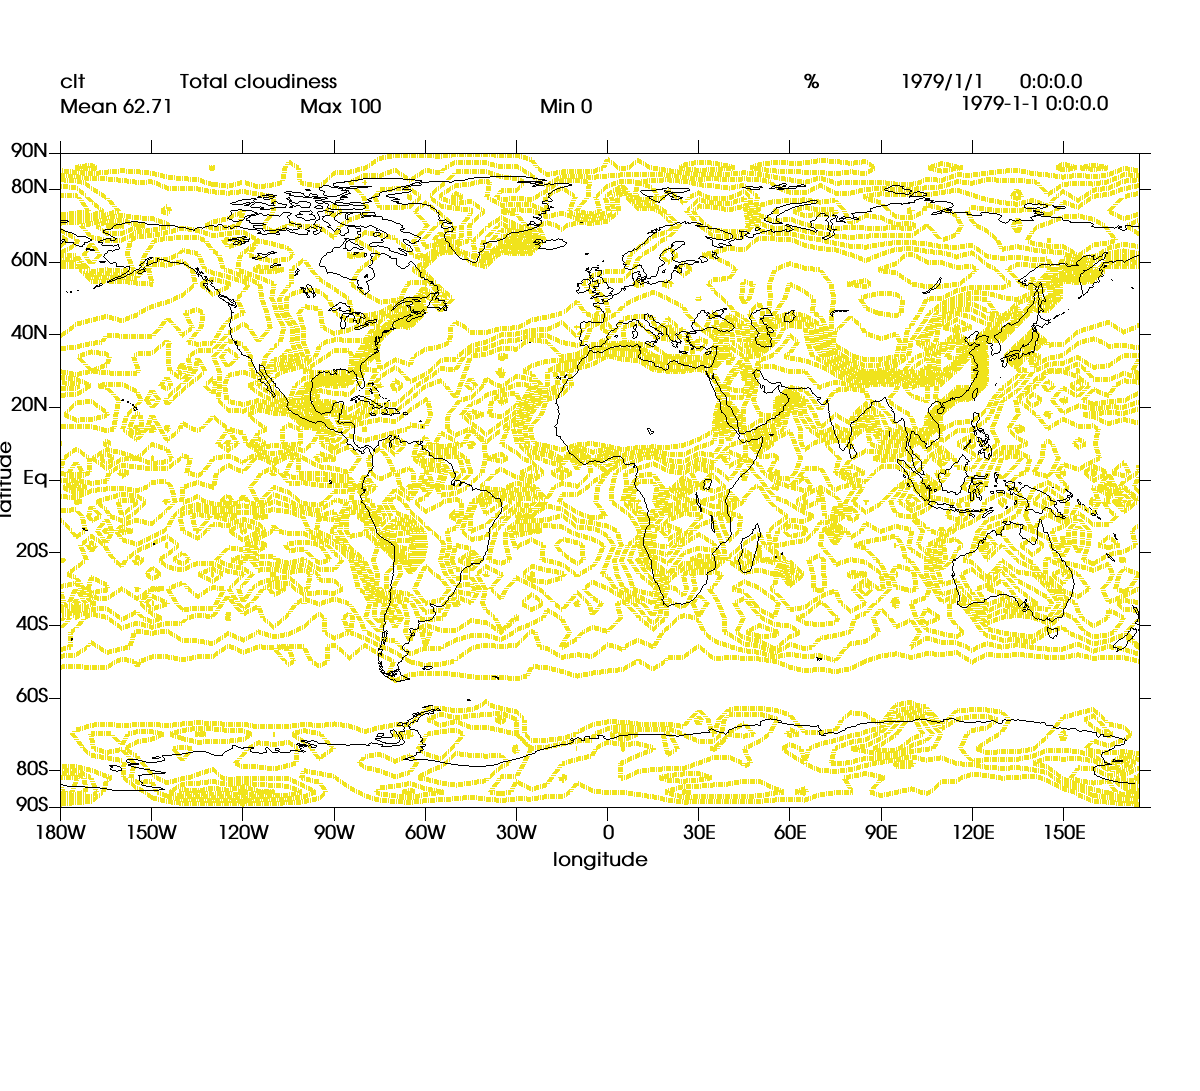 clt Total cloudiness % 1979/1/1 0:0:0.0
Mean 62.71 Max 100 Min 0 1979-1-1 0:0:0.0
90N
80N
60N
40N
20N
Eq
20S
40S
60S
80S
90S
latitude
180W 150W 120W 90W 60W 30W 0 30E 60E 90E 120E 150E
longitude